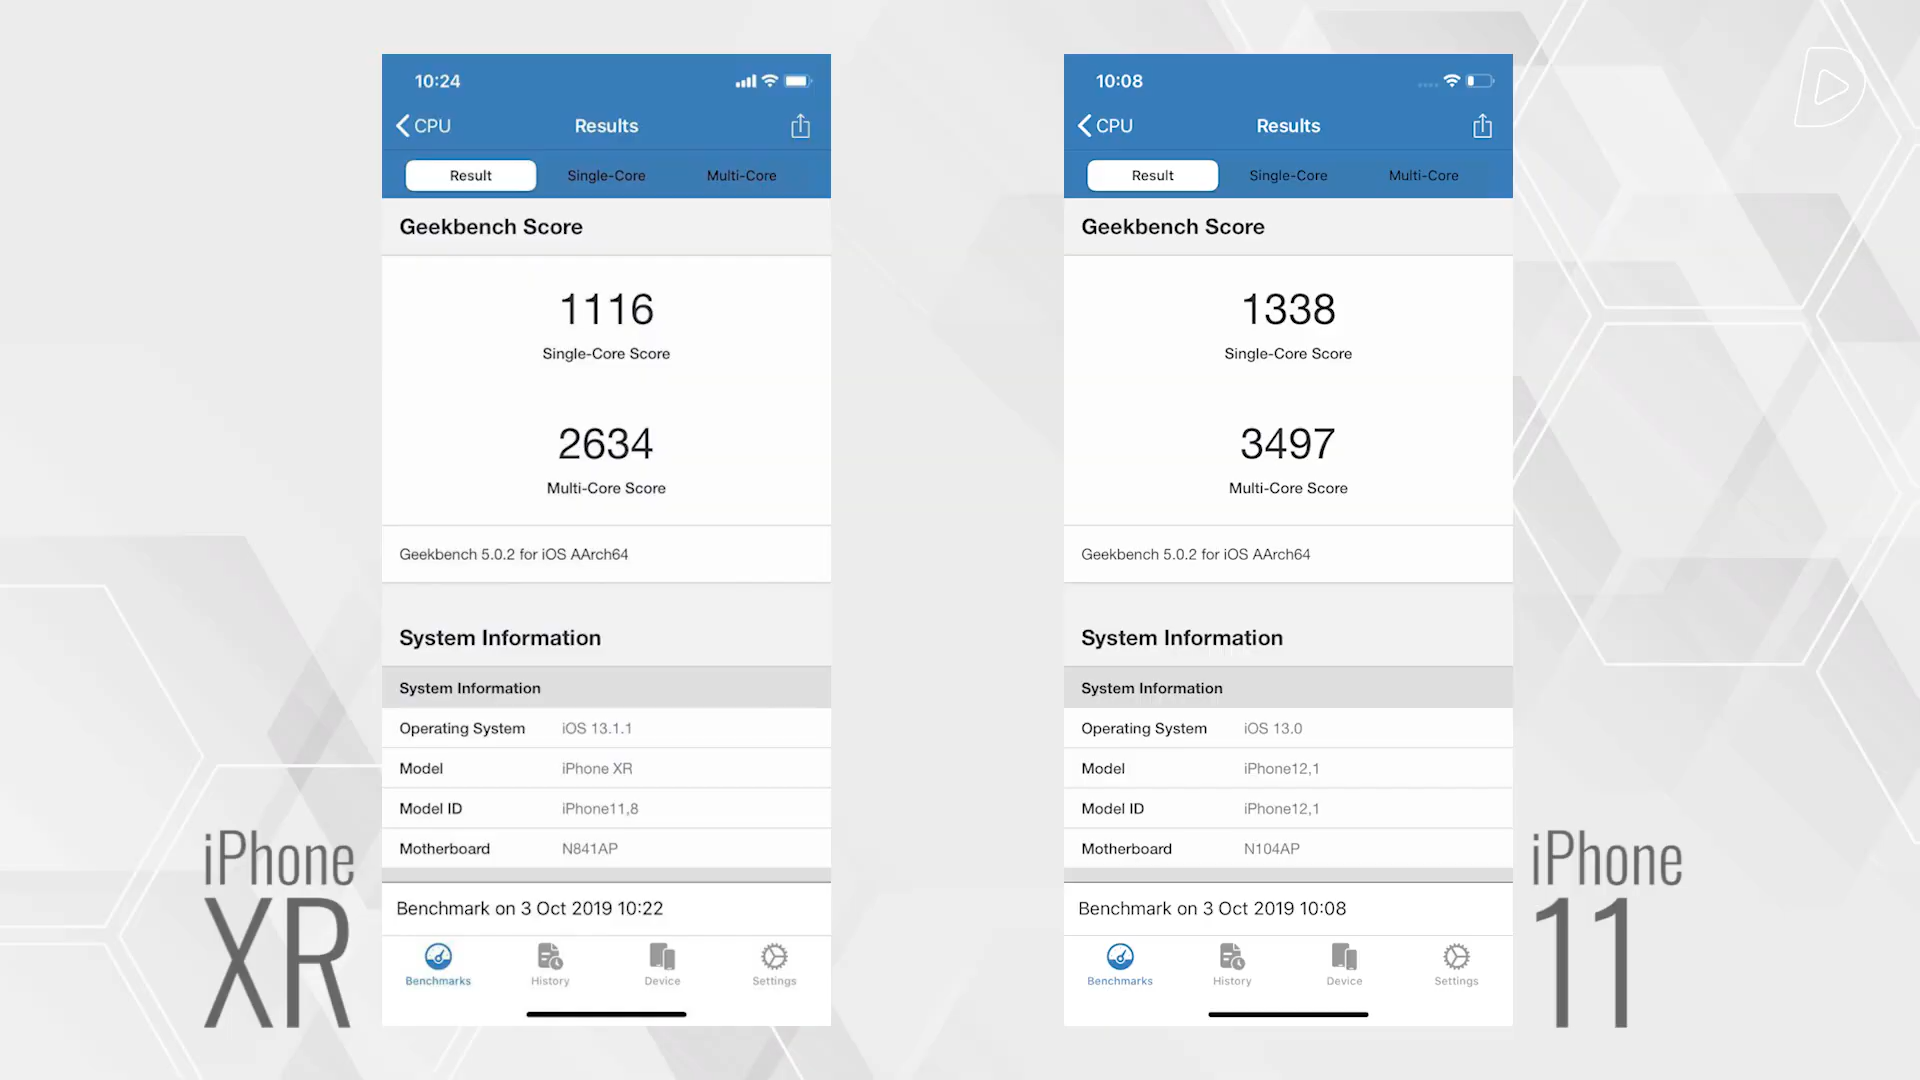 10:24
CPU
Results
Result Single-Core Multi-Core
Geekbench Score
1116
Single-Core Score
2634
Multi-Core Score
Geekbench 5.0.2 for iOS AArch64
System Information
System Information
Operating System iOS 13.1.1
Model iPhone XR
Model ID iPhone11,8
Motherboard N841AP
Benchmark on 3 Oct 2019 10:22
Benchmarks History Device Settings
iPhone
XR
10:08
CPU
Results
Result Single-Core Multi-Core
Geekbench Score
1338
Single-Core Score
3497
Multi-Core Score
Geekbench 5.0.2 for iOS AArch64
System Information
System Information
Operating System iOS 13.0
Model iPhone12,1
Model ID iPhone12,1
Motherboard N104AP
Benchmark on 3 Oct 2019 10:08
Benchmarks History Device Settings
iPhone
11